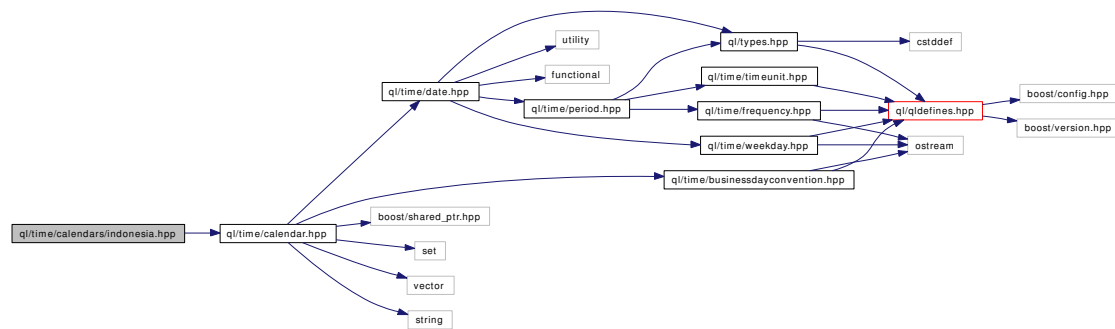 ql/types.hpp
cstddef
utility
functional
ql/time/timeunit.hpp
ql/time/date.hpp
boost/config.hpp
ql/time/period.hpp
ql/time/frequency.hpp
ql/qldefines.hpp
boost/version.hpp
ql/time/weekday.hpp
ostream
ql/time/businessdayconvention.hpp
boost/shared_ptr.hpp
ql/time/calendars/indonesia.hpp
ql/time/calendar.hpp
set
vector
string